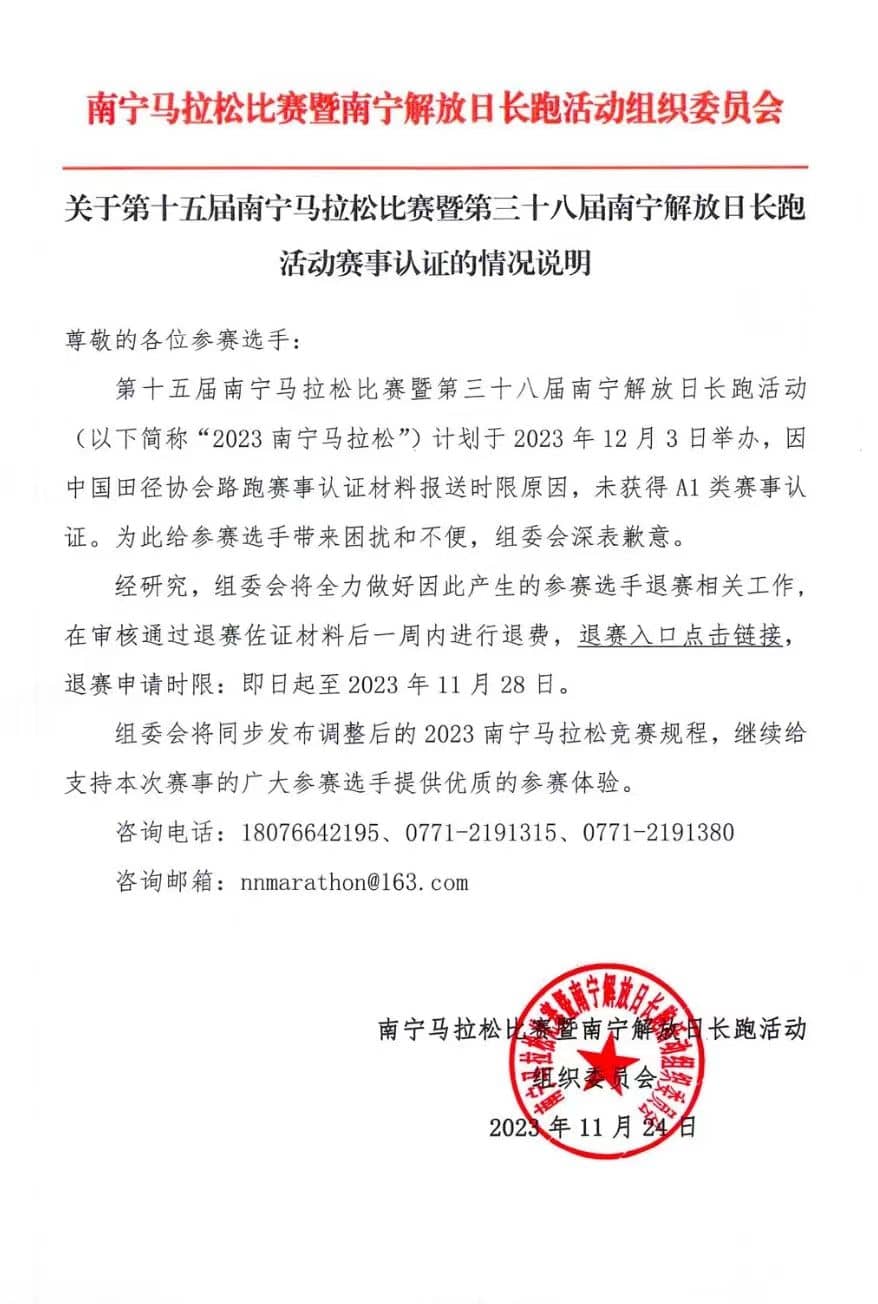 南宁马拉松比赛暨南宁解放日长跑活动组织委员会
关于第十五届南宁马拉松比赛暨第三十八届南宁解放日长跑
活动赛事认证的情况说明
尊敬的各位参赛选手：
第十五届南宁马拉松比赛暨第三十八届南宁解放日长跑活动
（以下简称“2023 南宁马拉松”）计划于 2023 年 12 月 3 日举办，因
中国田径协会路跑赛事认证材料报送时限原因，未获得 A1 类赛事认
证。为此给参赛选手带来困扰和不便，组委会深表歉意。
经研究，组委会将全力做好因此产生的参赛选手退赛相关工作，
在审核通过退赛佐证材料后一周内进行退费，退赛入口点击链接，
退赛申请时限：即日起至 2023 年 11 月 28 日。
组委会将同步发布调整后的 2023 南宁马拉松竞赛规程，继续给
支持本次赛事的广大参赛选手提供优质的参赛体验。
咨询电话：18076642195、0771-2191315、0771-2191380
咨询邮箱：nnmarathon@163.com
南宁马拉松比赛暨南宁解放日长跑活动
组织委员会
2023 年 11 月 24 日
南宁马拉松比赛暨南宁解放日长跑活动组织委员会